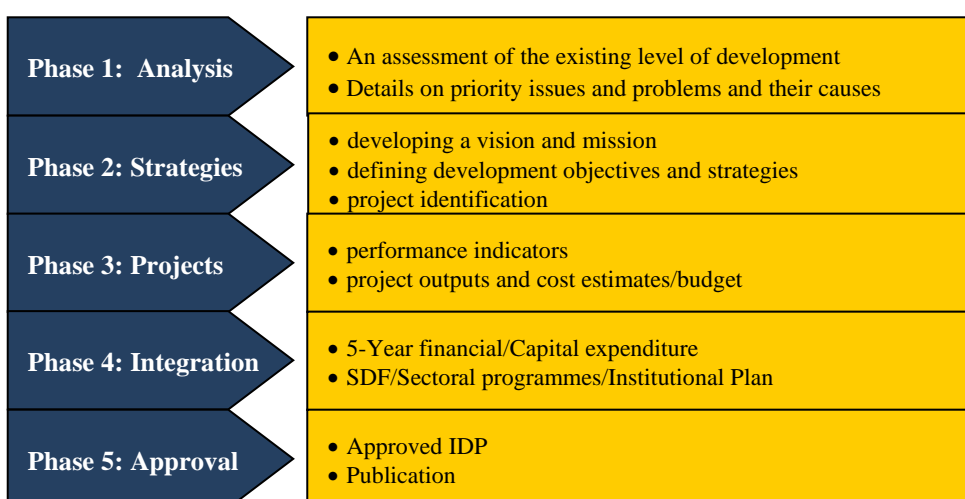 Phase 1: Analysis
• An assessment of the existing level of development
• Details on priority issues and problems and their causes
Phase 2: Strategies
• developing a vision and mission
• defining development objectives and strategies
• project identification
Phase 3: Projects
• performance indicators
• project outputs and cost estimates/budget
Phase 4: Integration
• 5-Year financial/Capital expenditure
• SDF/Sectoral programmes/Institutional Plan
Phase 5: Approval
• Approved IDP
• Publication